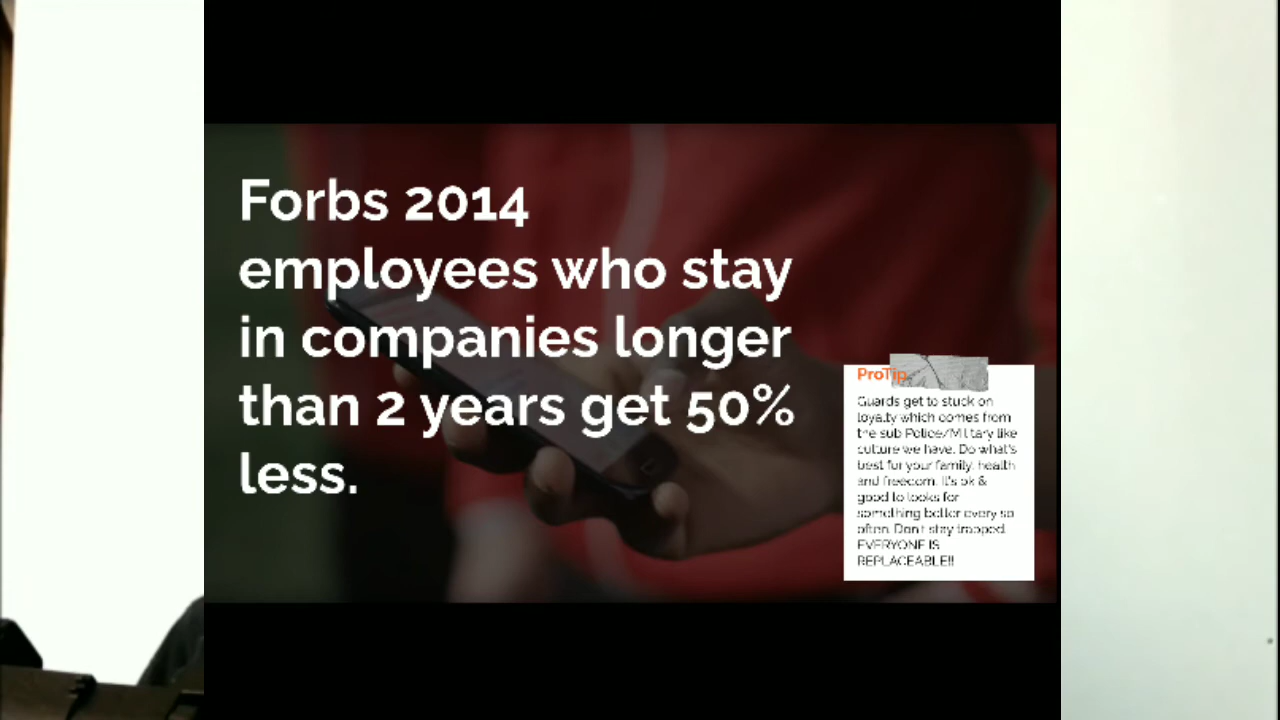 Forbs 2014
employees who stay
in companies longer
than 2 years get 50%
less.
ProTip
Guards get to stuck on
loyalty which comes from
the sub Police/Military like
culture we have. Do what's
best for your family, health
and freedom. It's ok &
good to looks for
something better every so
often. Don't stay trapped.
EVERYONE IS
REPLACEABLE!!